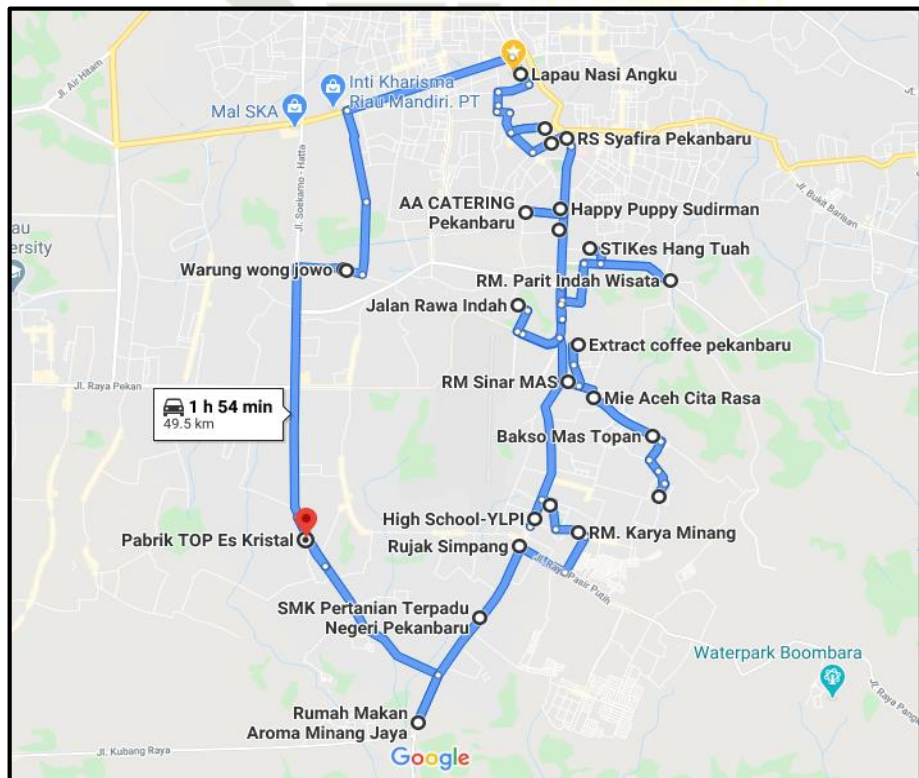 Jl. Air Hitam
Lapau Nasi Angku
Inti Kharisma
Riau Mandiri. PT
Mal SKA
RS Syafira Pekanbaru
Jl. Soekarno - Hatta
Jl. Bukit Barisan
AA CATERING
Pekanbaru
Happy Puppy Sudirman
au
ersity
STIKes Hang Tuah
Warung wong jowo
RM. Parit Indah Wisata
Jalan Rawa Indah
Extract coffee pekanbaru
Jl. Raya Pekan
RM Sinar MAS
Mie Aceh Cita Rasa
1 h 54 min
49.5 km
Bakso Mas Topan
High School-YLPI
RM. Karya Minang
Pabrik TOP Es Kristal
Rujak Simpang
Jl. Raya Pasir Putih
SMK Pertanian Terpadu
Negeri Pekanbaru
Waterpark Boombara
Jl. Raya Pang
Rumah Makan
Aroma Minang Jaya
Jl. Kubang Raya
Google